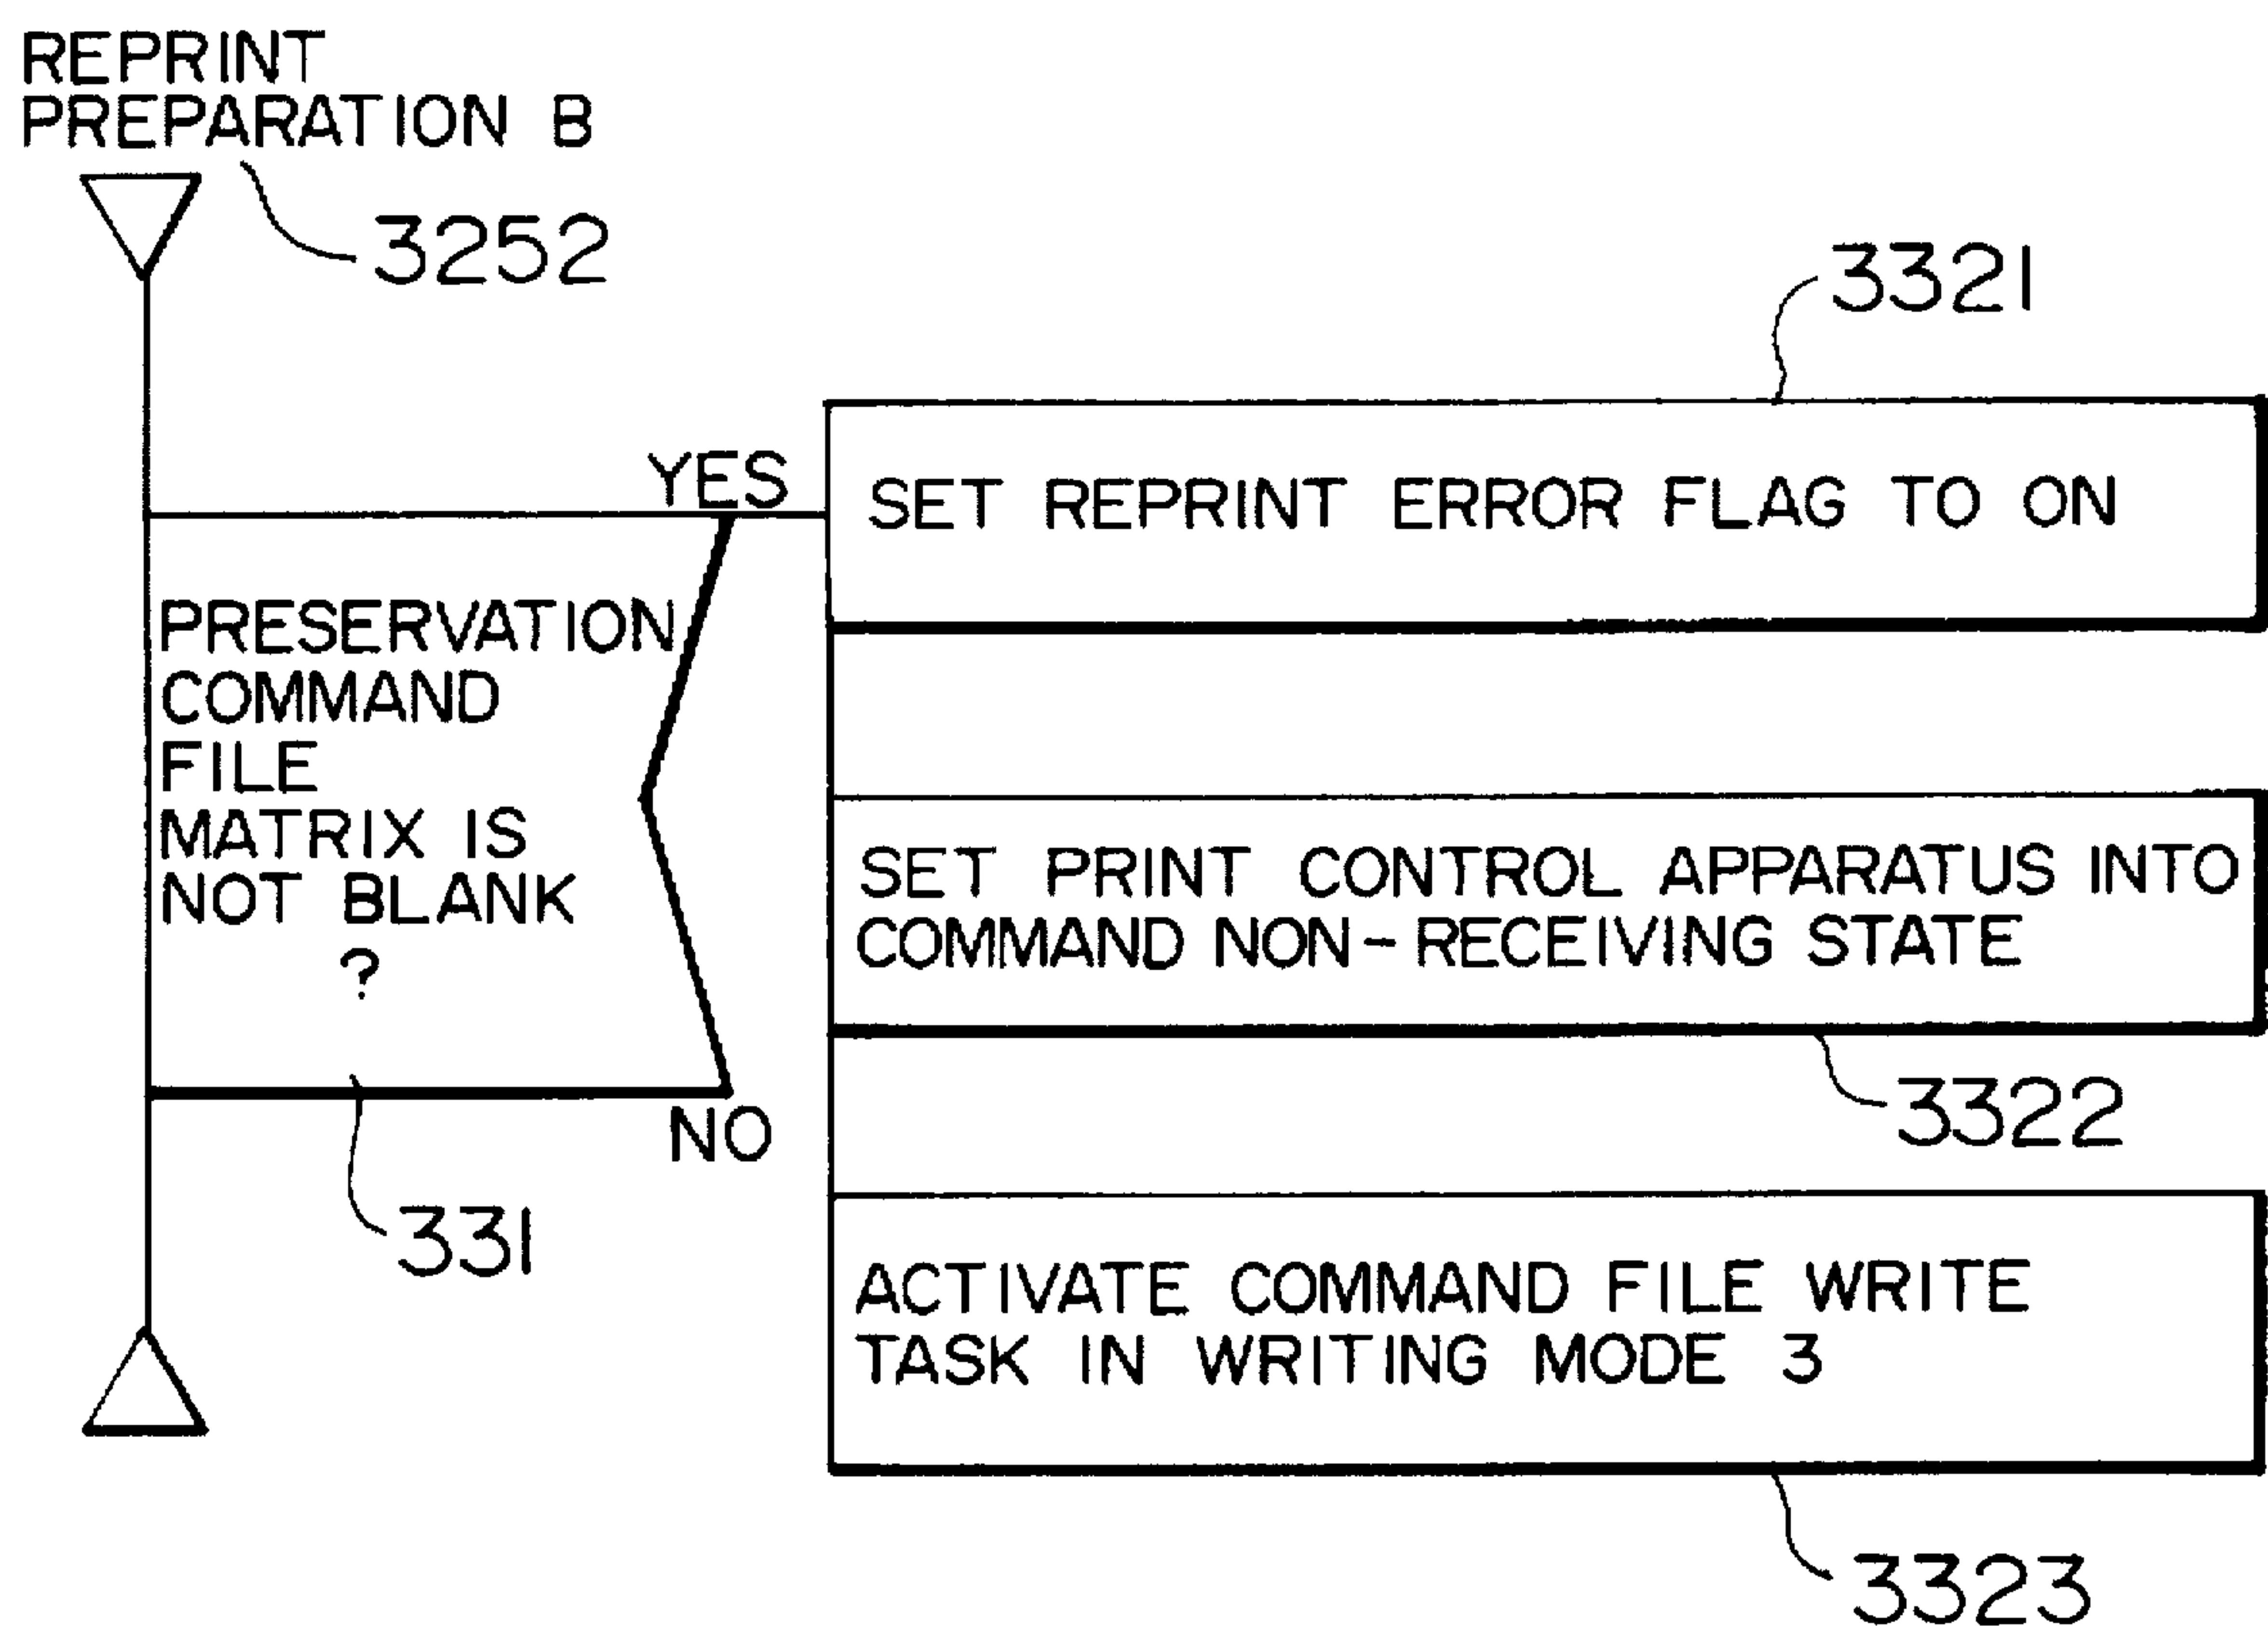 REPRINT
PREPARATION B
3252
3321
YES
SET REPRINT ERROR FLAG TO ON
PRESERVATION
COMMAND
FILE
MATRIX IS
NOT BLANK
?
SET PRINT CONTROL APPARATUS INTO
COMMAND NON-RECEIVING STATE
3322
NO
331
ACTIVATE COMMAND FILE WRITE
TASK IN WRITING MODE 3
3323